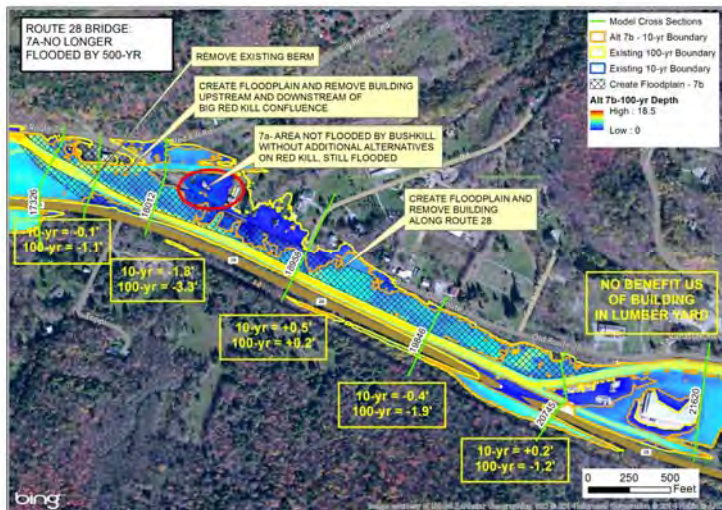 ROUTE 28 BRIDGE:
7A-NO LONGER
FLOODED BY 500-YR
REMOVE EXISTING BERM
CREATE FLOODPLAIN AND REMOVE BUILDING
UPSTREAM AND DOWNSTREAM OF
BIG RED KILL CONFLUENCE
7a- AREA NOT FLOODED BY BUSHKILL
WITHOUT ADDITIONAL ALTERNATIVES
ON RED KILL, STILL FLOODED
CREATE FLOODPLAIN AND
REMOVE BUILDING
ALONG ROUTE 28
Model Cross Sections
Alt 7b - 10-yr Boundary
Existing 100-yr Boundary
Existing 10-yr Boundary
Create Floodplain - 7b
Alt 7b-100-yr Depth
High : 18.5
Low : 0
17326
18012
19846
20745
21620
10-yr = -0.1'
100-yr = -1.1'
10-yr = -1.8'
100-yr = -3.3'
10-yr = +0.5'
100-yr = +0.2'
10-yr = -0.4'
100-yr = -1.9'
10-yr = +0.2'
100-yr = -1.2'
NO BENEFIT US
OF BUILDING
IN LUMBER YARD
28
28
28
0 250 500
Feet
bing